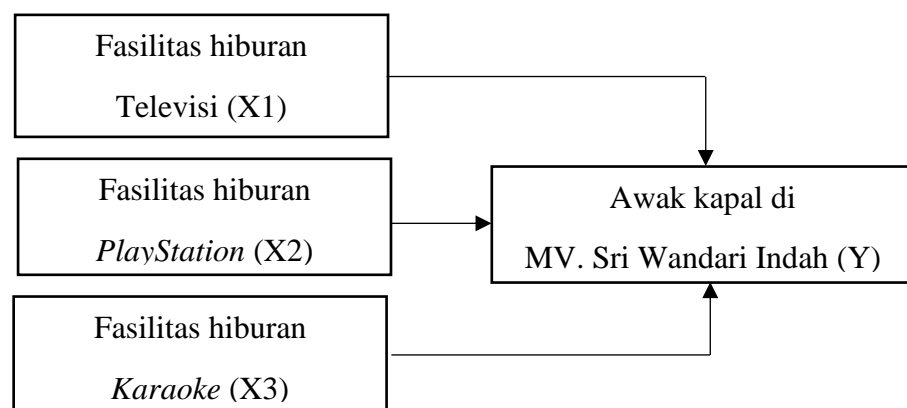 Fasilitas hiburan
Televisi (X1)
Fasilitas hiburan
PlayStation (X2)
Awak kapal di
MV. Sri Wandari Indah (Y)
Fasilitas hiburan
Karaoke (X3)